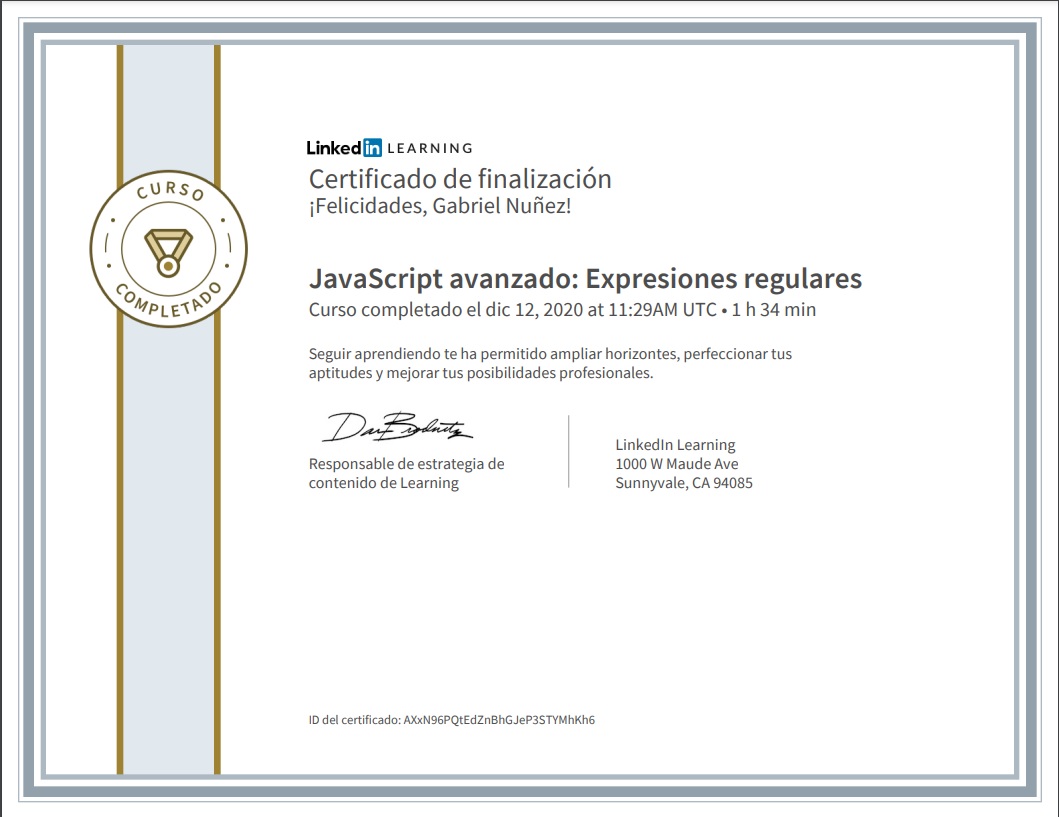 LinkedIn LEARNING
Certificado de finalización
¡Felicidades, Gabriel Nuñez!
CURSO
COMPLETADO
JavaScript avanzado: Expresiones regulares
Curso completado el dic 12, 2020 at 11:29AM UTC • 1 h 34 min
Seguir aprendiendo te ha permitido ampliar horizontes, perfeccionar tus
aptitudes y mejorar tus posibilidades profesionales.
Responsable de estrategia de
contenido de Learning
LinkedIn Learning
1000 W Maude Ave
Sunnyvale, CA 94085
ID del certificado: AXxN96PQtEdZnBhGJeP3STYMhKh6